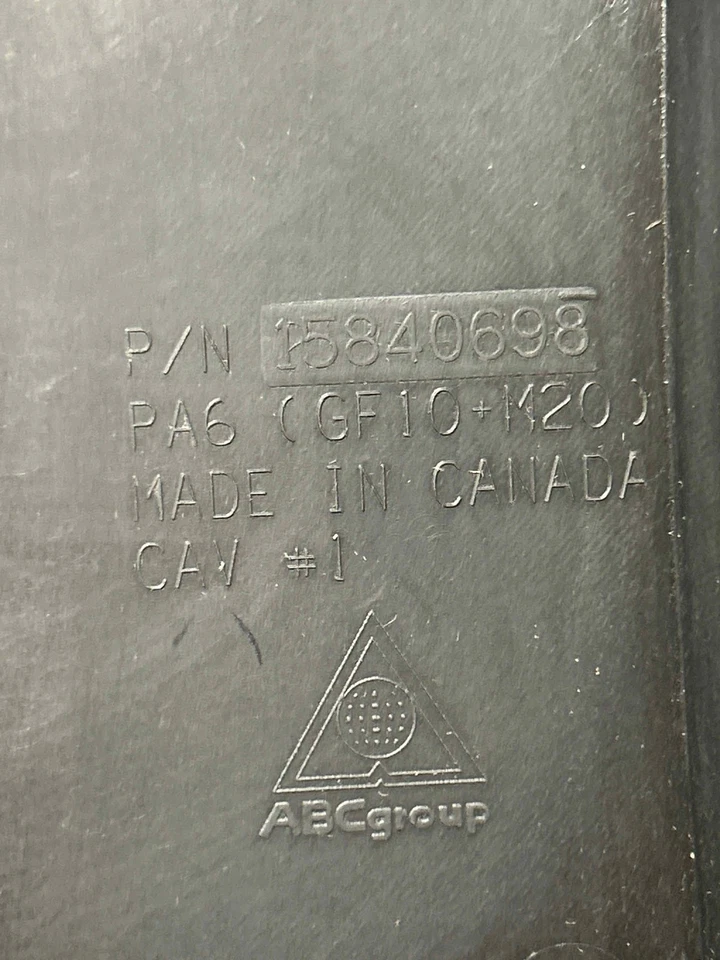 P/N 15840698
PA6 (GF10+M20)
MADE IN CANADA
CAV #1
ABCgroup